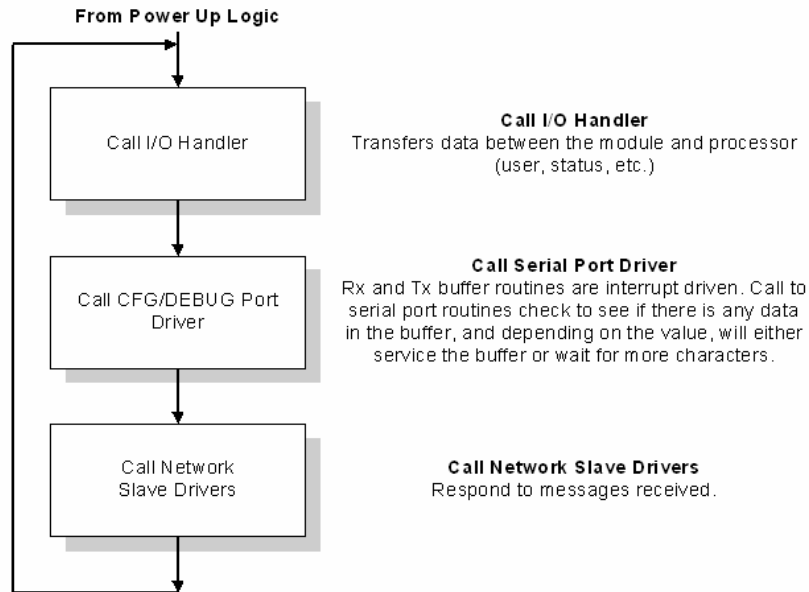 From Power Up Logic
Call I/O Handler
Call I/O Handler
Transfers data between the module and processor
(user, status, etc.)
Call CFG/DEBUG Port
Driver
Call Serial Port Driver
Rx and Tx buffer routines are interrupt driven. Call to
serial port routines check to see if there is any data
in the buffer, and depending on the value, will either
service the buffer or wait for more characters.
Call Network
Slave Drivers
Call Network Slave Drivers
Respond to messages received.